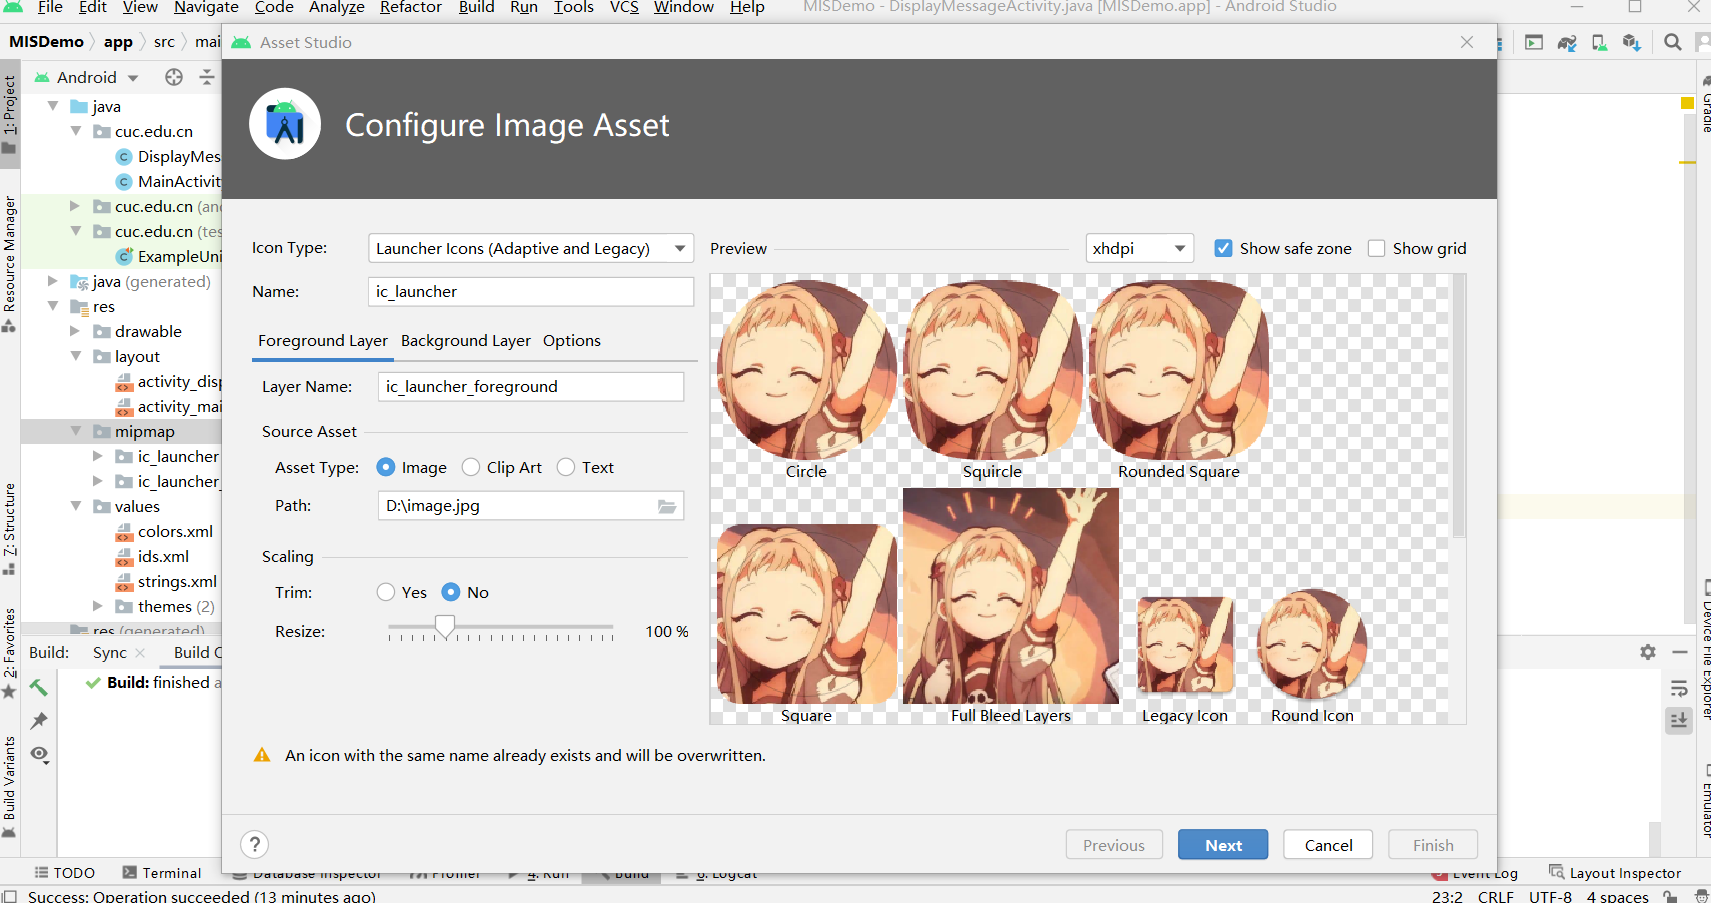 File Edit View Navigate Code Analyze Refactor Build Run Tools VCS Window Help MISDemo - DisplayMessageActivity.java [MISDemo.app] - Android Studio
MISDemo app src mai
Asset Studio
Android
1: Project
Resource Manager
7: Structure
2: Favorites
Build Variants
java
cuc.edu.cn
DisplayMes
MainActivit
cuc.edu.cn (and
cuc.edu.cn (tes
ExampleUni
java (generated)
res
drawable
layout
activity_disp
activity_mai
mipmap
ic_launcher
ic_launcher_
values
colors.xml
ids.xml
strings.xml
themes (2)
res (generated)
Configure Image Asset
Icon Type: Launcher Icons (Adaptive and Legacy)
Name: ic_launcher
Foreground Layer Background Layer Options
Layer Name: ic_launcher_foreground
Source Asset
Asset Type: Image Clip Art Text
Path: D:\image.jpg
Scaling
Trim: Yes No
Resize: 100 %
Preview xhdpi Show safe zone Show grid
Circle Squircle Rounded Square
Square Full Bleed Layers Legacy Icon Round Icon
An icon with the same name already exists and will be overwritten.
? Previous Next Cancel Finish
Gradle
Device File Explorer
Emulator
Build: Sync Build O
Build: finished a
TODO Terminal Database Inspector Profiler 4: Run Build 6: Logcat Event Log Layout Inspector
Success: Operation succeeded (13 minutes ago) 23:2 CRLF UTF-8 4 spaces